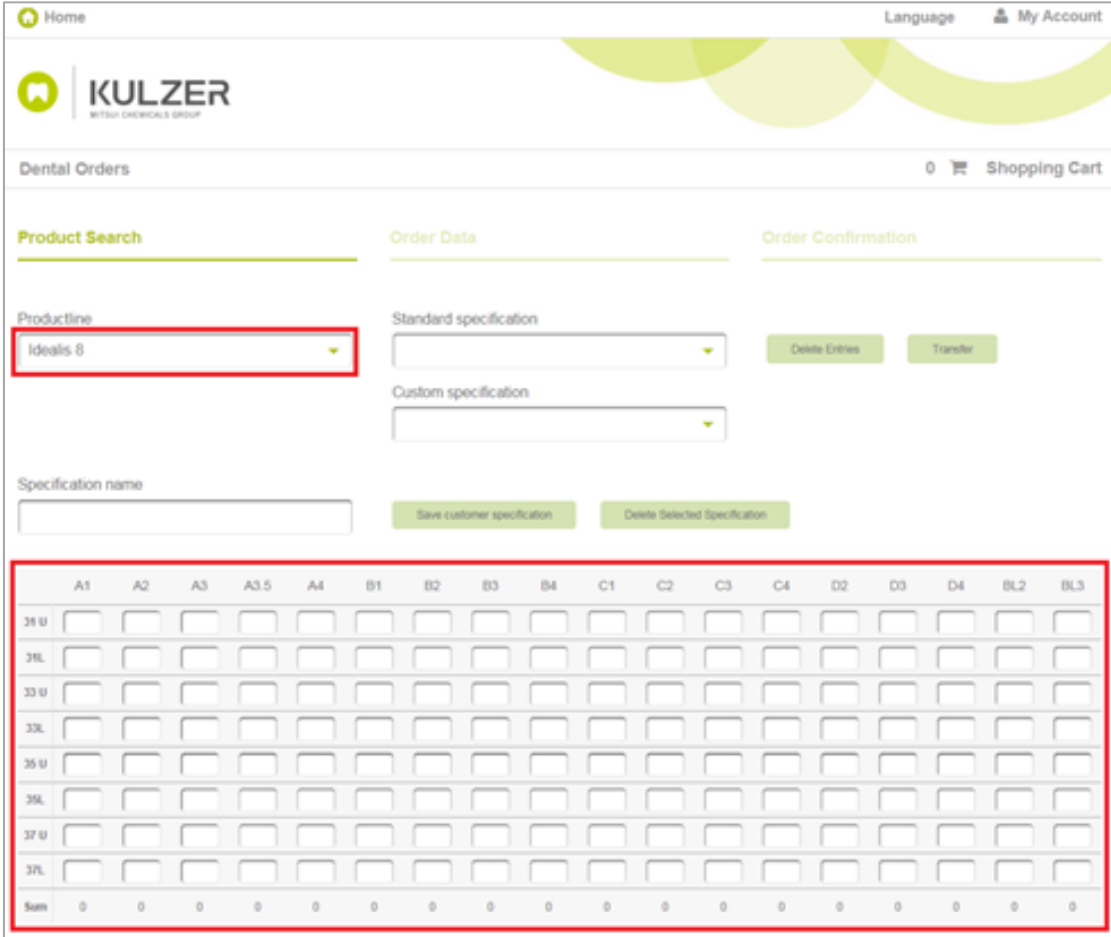 Home Language My Account
KULZER
MITSUI CHEMICALS GROUP
Dental Orders 0 Shopping Cart
Product Search Order Data Order Confirmation
Productline Standard specification
Idealis 8 Delete Entries Transfer
Custom specification
Specification name
Save customer specification Delete Selected Specification
A1 A2 A3 A3.5 A4 B1 B2 B3 B4 C1 C2 C3 C4 D2 D3 D4 BL2 BL3
31 U
31L
33 U
33L
35 U
35L
37 U
37L
Sum 0 0 0 0 0 0 0 0 0 0 0 0 0 0 0 0 0 0